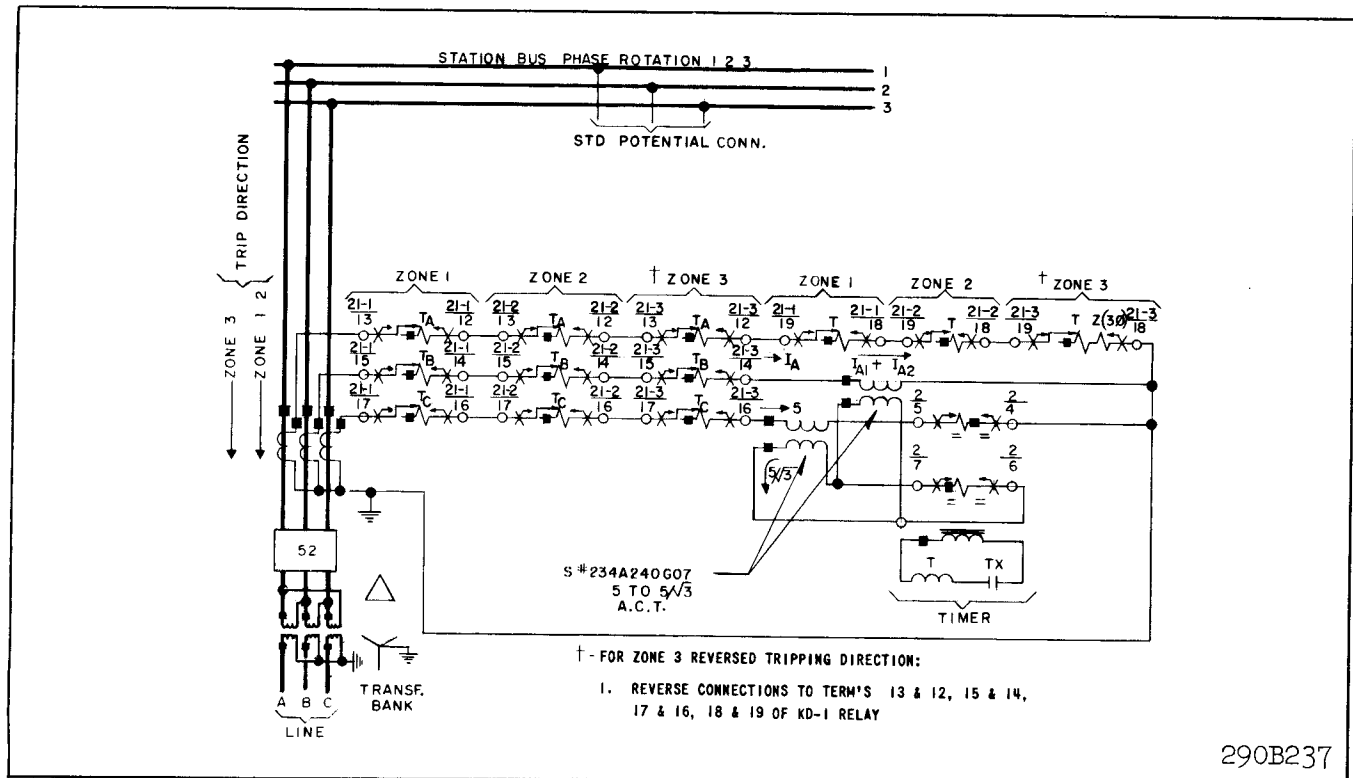 STATION BUS PHASE ROTATION 1 2 3
1
2
3
STD POTENTIAL CONN.
TRIP DIRECTION
ZONE 3
ZONE 1 2
ZONE 1
ZONE 2
† ZONE 3
ZONE 1
ZONE 2
† ZONE 3
21-1 13 TA 21-1 12 21-2 13 TA 21-2 12 21-3 13 TA 21-3 12 21-1 19 T 21-1 18 21-2 19 T 21-2 18 21-3 19 T Z(3Ø) 21-3 18
21-1 15 TB 21-1 14 21-2 15 TB 21-2 14 21-3 15 TB 21-3 14 IA IA1 + IA2
21-1 17 TC 21-1 16 21-2 17 TC 21-2 16 21-3 17 TC 21-3 16 5 2 5 2 4
5/√3 2 7 2 6
52
S#234A240G07
5 TO 5/√3
A.C.T.
T TX
TIMER
TRANSF.
BANK
A B C
LINE
† - FOR ZONE 3 REVERSED TRIPPING DIRECTION:
1. REVERSE CONNECTIONS TO TERM'S 13 & 12, 15 & 14,
17 & 16, 18 & 19 OF KD-1 RELAY
290B237